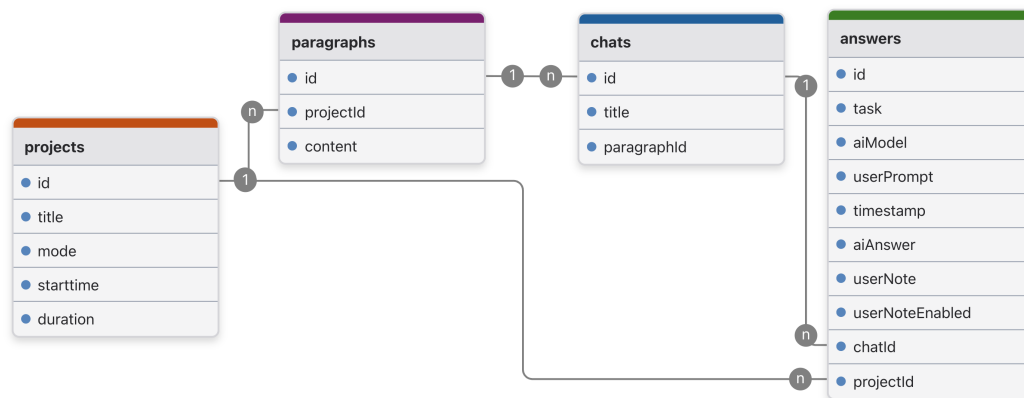 projects
id
title
mode
starttime
duration
n
1
paragraphs
id
projectId
content
1
n
chats
id
title
paragraphId
1
n
n
answers
id
task
aiModel
userPrompt
timestamp
aiAnswer
userNote
userNoteEnabled
chatId
projectId